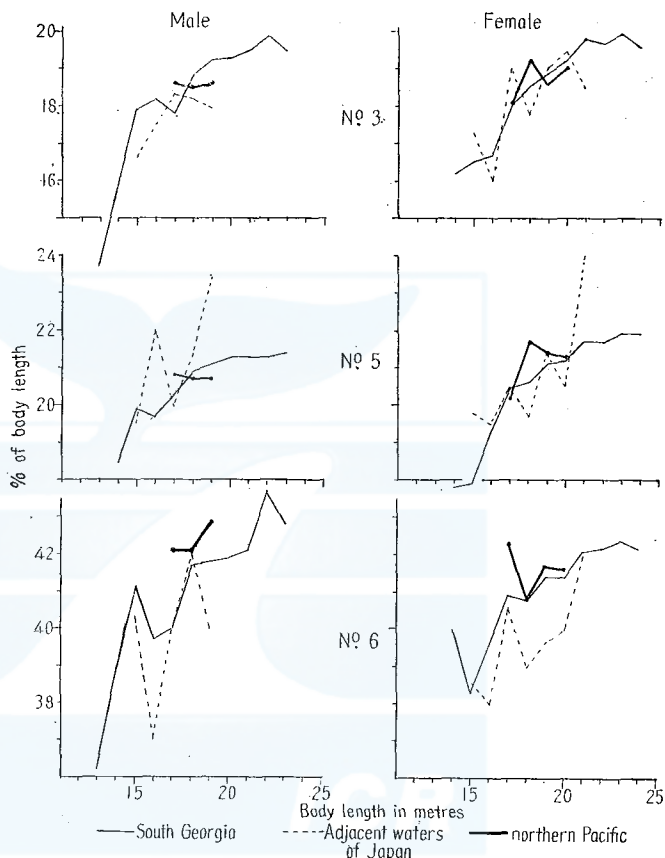 Male Female
20
18
16
Nº 3
24
22
20
Nº 5
% of body length
42
40
38
Nº 6
15 20 25 15 20 25
Body length in metres
South Georgia Adjacent waters of Japan northern Pacific